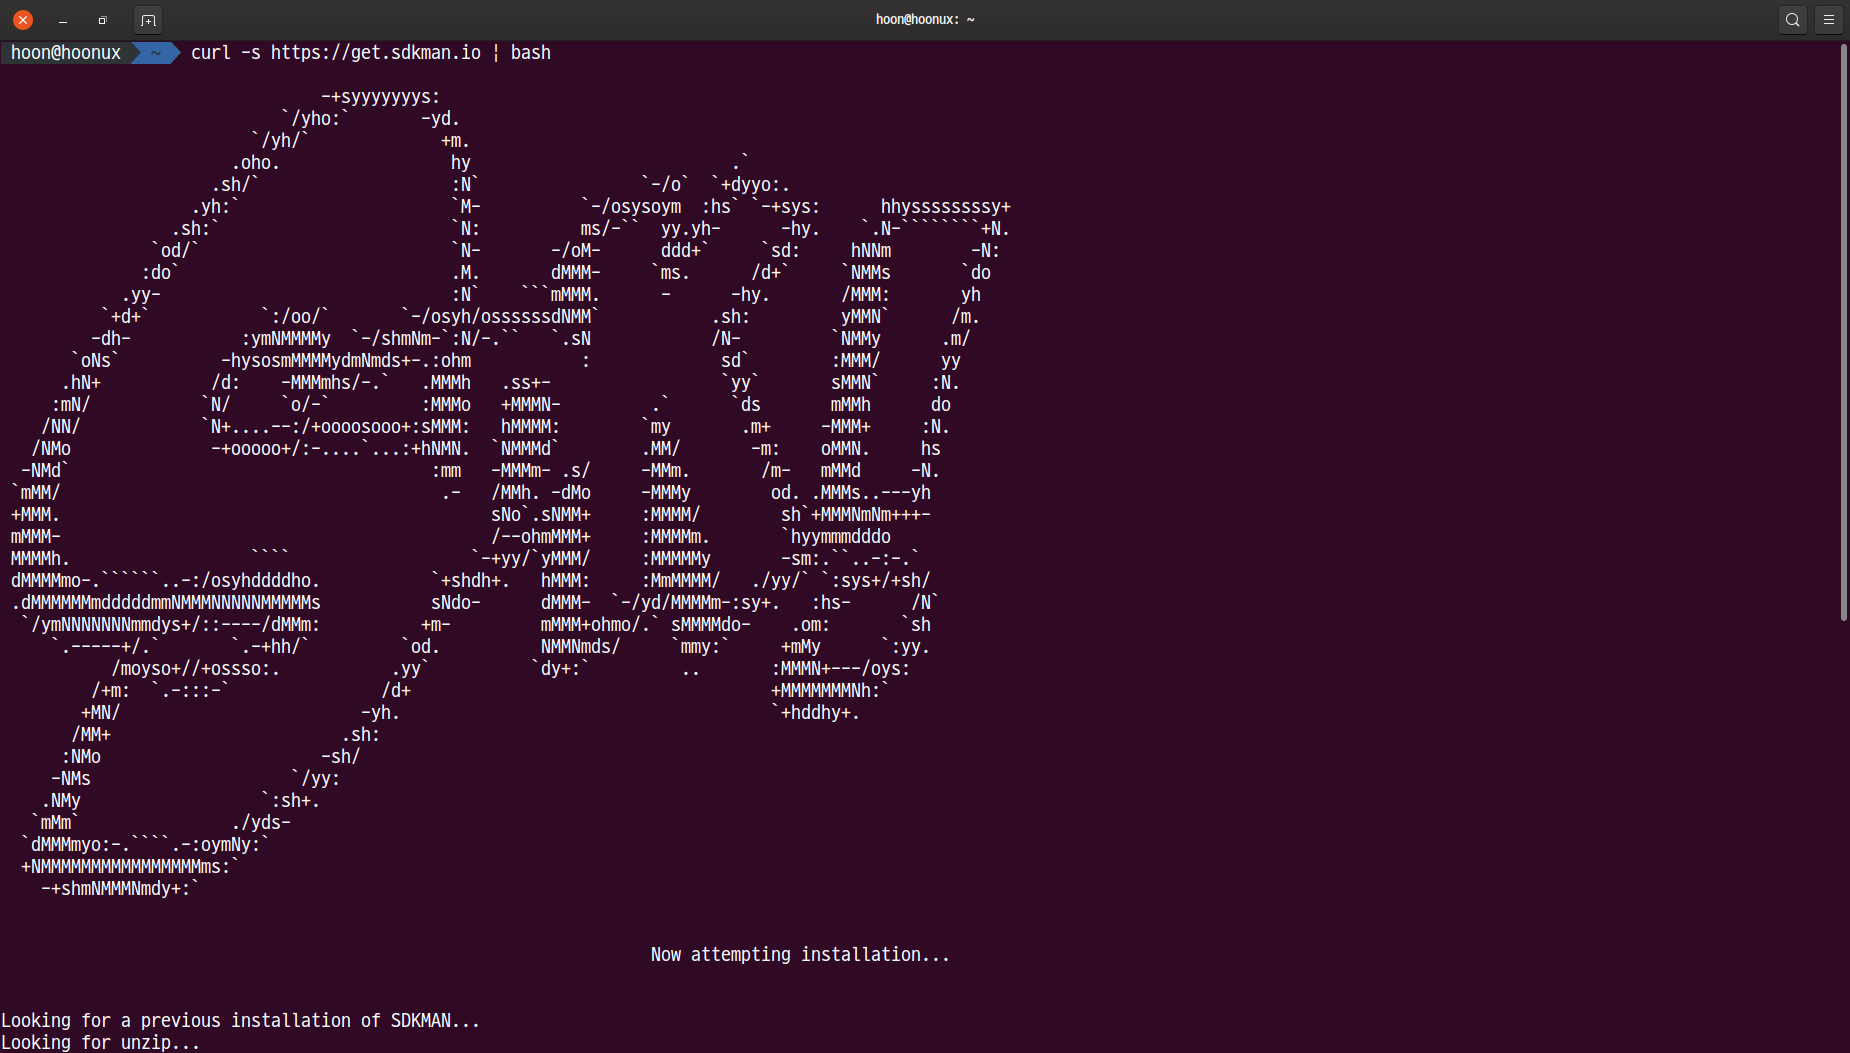 hoon@hoonux: ~
hoon@hoonux ~ curl -s https://get.sdkman.io | bash
                                -+syyyyyyys:
                            `/yho:`       -yd.
                         `/yh/`             +m.
                       .oho.                 hy                          .`
                     .sh/`                   :N`                `-/o`  `+dyyo:.
                   .yh:`                     `M-          `-/osysoym  :hs` `-+sys:      hhyssssssssy+
                 .sh:`                       `N:          ms/-``  yy.yh-      -hy.    `.N-````````+N.
               `od/`                         `N-       -/oM-      ddd+`     `sd:     hNNm        -N:
              :do`                           .M.       dMMM-     `ms.      /d+`     `NMMs       `do
            .yy-                             :N`    ```mMMM.      -      -hy.       /MMM:       yh
          `+d+`           `:/oo/`       `-/osyh/ossssssdNMM`           .sh:         yMMN`      /m.
         -dh-           :ymNMMMMy  `-/shmNm-`:N/-.``   `.sN            /N-         `NMMy      .m/
       `oNs`          -hysosmMMMMydmNmds+-.:ohm           :             sd`        :MMM/      yy
      .hN+           /d:    -MMMmhs/-.`   .MMMh   .ss+-                 `yy`       sMMN`     :N.
     :mN/           `N/     `o/-`         :MMMo   +MMMN-         .`      `ds       mMMh      do
    /NN/            `N+....--:/+oooosooo+:sMMM:   hMMMM:        `my       .m+     -MMM+     :N.
   /NMo              -+ooooo+/:-....`...:+hNMN.  `NMMMd`        .MM/       -m:    oMMN.     hs
  -NMd`                                    :mm   -MMMm- .s/     -MMm.       /m-   mMMd     -N.
 `mMM/                                      .-   /MMh. -dMo     -MMMy        od. .MMMs..---yh
 +MMM.                                           sNo`.sNMM+     :MMMM/        sh`+MMMNmNm+++-
 mMMM-                                           /--ohmMMM+     :MMMMm.       `hyymmmdddo
 MMMMh.                  ````                  `-+yy/`yMMM/     :MMMMMy       -sm:.``..-:-.`
 dMMMMmo-.``````..-:/osyhddddho.           `+shdh+.   hMMM:     :MmMMMM/   ./yy/` `:sys+/+sh/
 .dMMMMMMmdddddmmNMMMNNNNNMMMMMs           sNdo-      dMMM-  `-/yd/MMMMm-:sy+.   :hs-      /N`
  `/ymNNNNNNNmmdys+/::----/dMMm:          +m-         mMMM+ohmo/.` sMMMMdo-    .om:       `sh
     `.-----+/.`       `.-+hh/`         `od.          NMMNmds/     `mmy:`     +mMy      `:yy.
           /moyso+//+ossso:.           .yy`          `dy+:`         ..       :MMMN+---/oys:
         /+m:  `.-:::-`               /d+                                    +MMMMMMMNh:`
        +MN/                        -yh.                                     `+hddhy+.
       /MM+                       .sh:
      :NMo                      -sh/
     -NMs                    `/yy:
    .NMy                  `:sh+.
   `mMm`               ./yds-
  `dMMMmyo:-.````.-:oymNy:`
  +NMMMMMMMMMMMMMMMMms:`
    -+shmNMMMNmdy+:`
                                                                 Now attempting installation...
Looking for a previous installation of SDKMAN...
Looking for unzip...